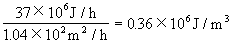 37×10⁶J / h
1.04×10²m² / h
= 0.36×10⁶J / m³